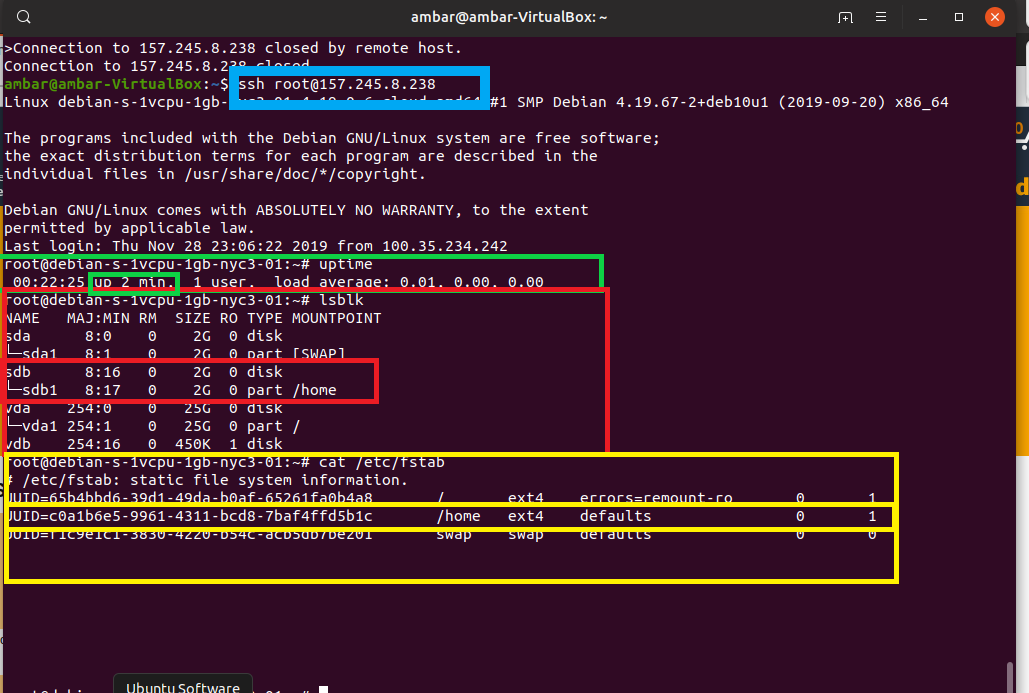 ambar@ambar-VirtualBox: ~
>Connection to 157.245.8.238 closed by remote host.
Connection to 157.245.8.238 closed
ambar@ambar-VirtualBox:~$ ssh root@157.245.8.238
Linux debian-s-1vcpu-1gb-nyc3-01 4.19.0-6-cloud-amd64 #1 SMP Debian 4.19.67-2+deb10u1 (2019-09-20) x86_64
The programs included with the Debian GNU/Linux system are free software;
the exact distribution terms for each program are described in the
individual files in /usr/share/doc/*/copyright.
Debian GNU/Linux comes with ABSOLUTELY NO WARRANTY, to the extent
permitted by applicable law.
Last login: Thu Nov 28 23:06:22 2019 from 100.35.234.242
root@debian-s-1vcpu-1gb-nyc3-01:~# uptime
00:22:25 up 2 min, 1 user, load average: 0.01, 0.00, 0.00
root@debian-s-1vcpu-1gb-nyc3-01:~# lsblk
NAME MAJ:MIN RM SIZE RO TYPE MOUNTPOINT
sda 8:0 0 2G 0 disk
└─sda1 8:1 0 2G 0 part [SWAP]
sdb 8:16 0 2G 0 disk
└─sdb1 8:17 0 2G 0 part /home
vda 254:0 0 25G 0 disk
└─vda1 254:1 0 25G 0 part /
vdb 254:16 0 450K 1 disk
root@debian-s-1vcpu-1gb-nyc3-01:~# cat /etc/fstab
# /etc/fstab: static file system information.
UUID=65b4bbd6-39d1-49da-b0af-65261fa0b4a8 / ext4 errors=remount-ro 0 1
UUID=c0a1b6e5-9961-4311-bcd8-7baf4ffd5b1c /home ext4 defaults 0 1
UUID=f1c9e1c1-3830-4220-b54c-acb5db7be201 swap swap defaults 0 0
Ubuntu Software